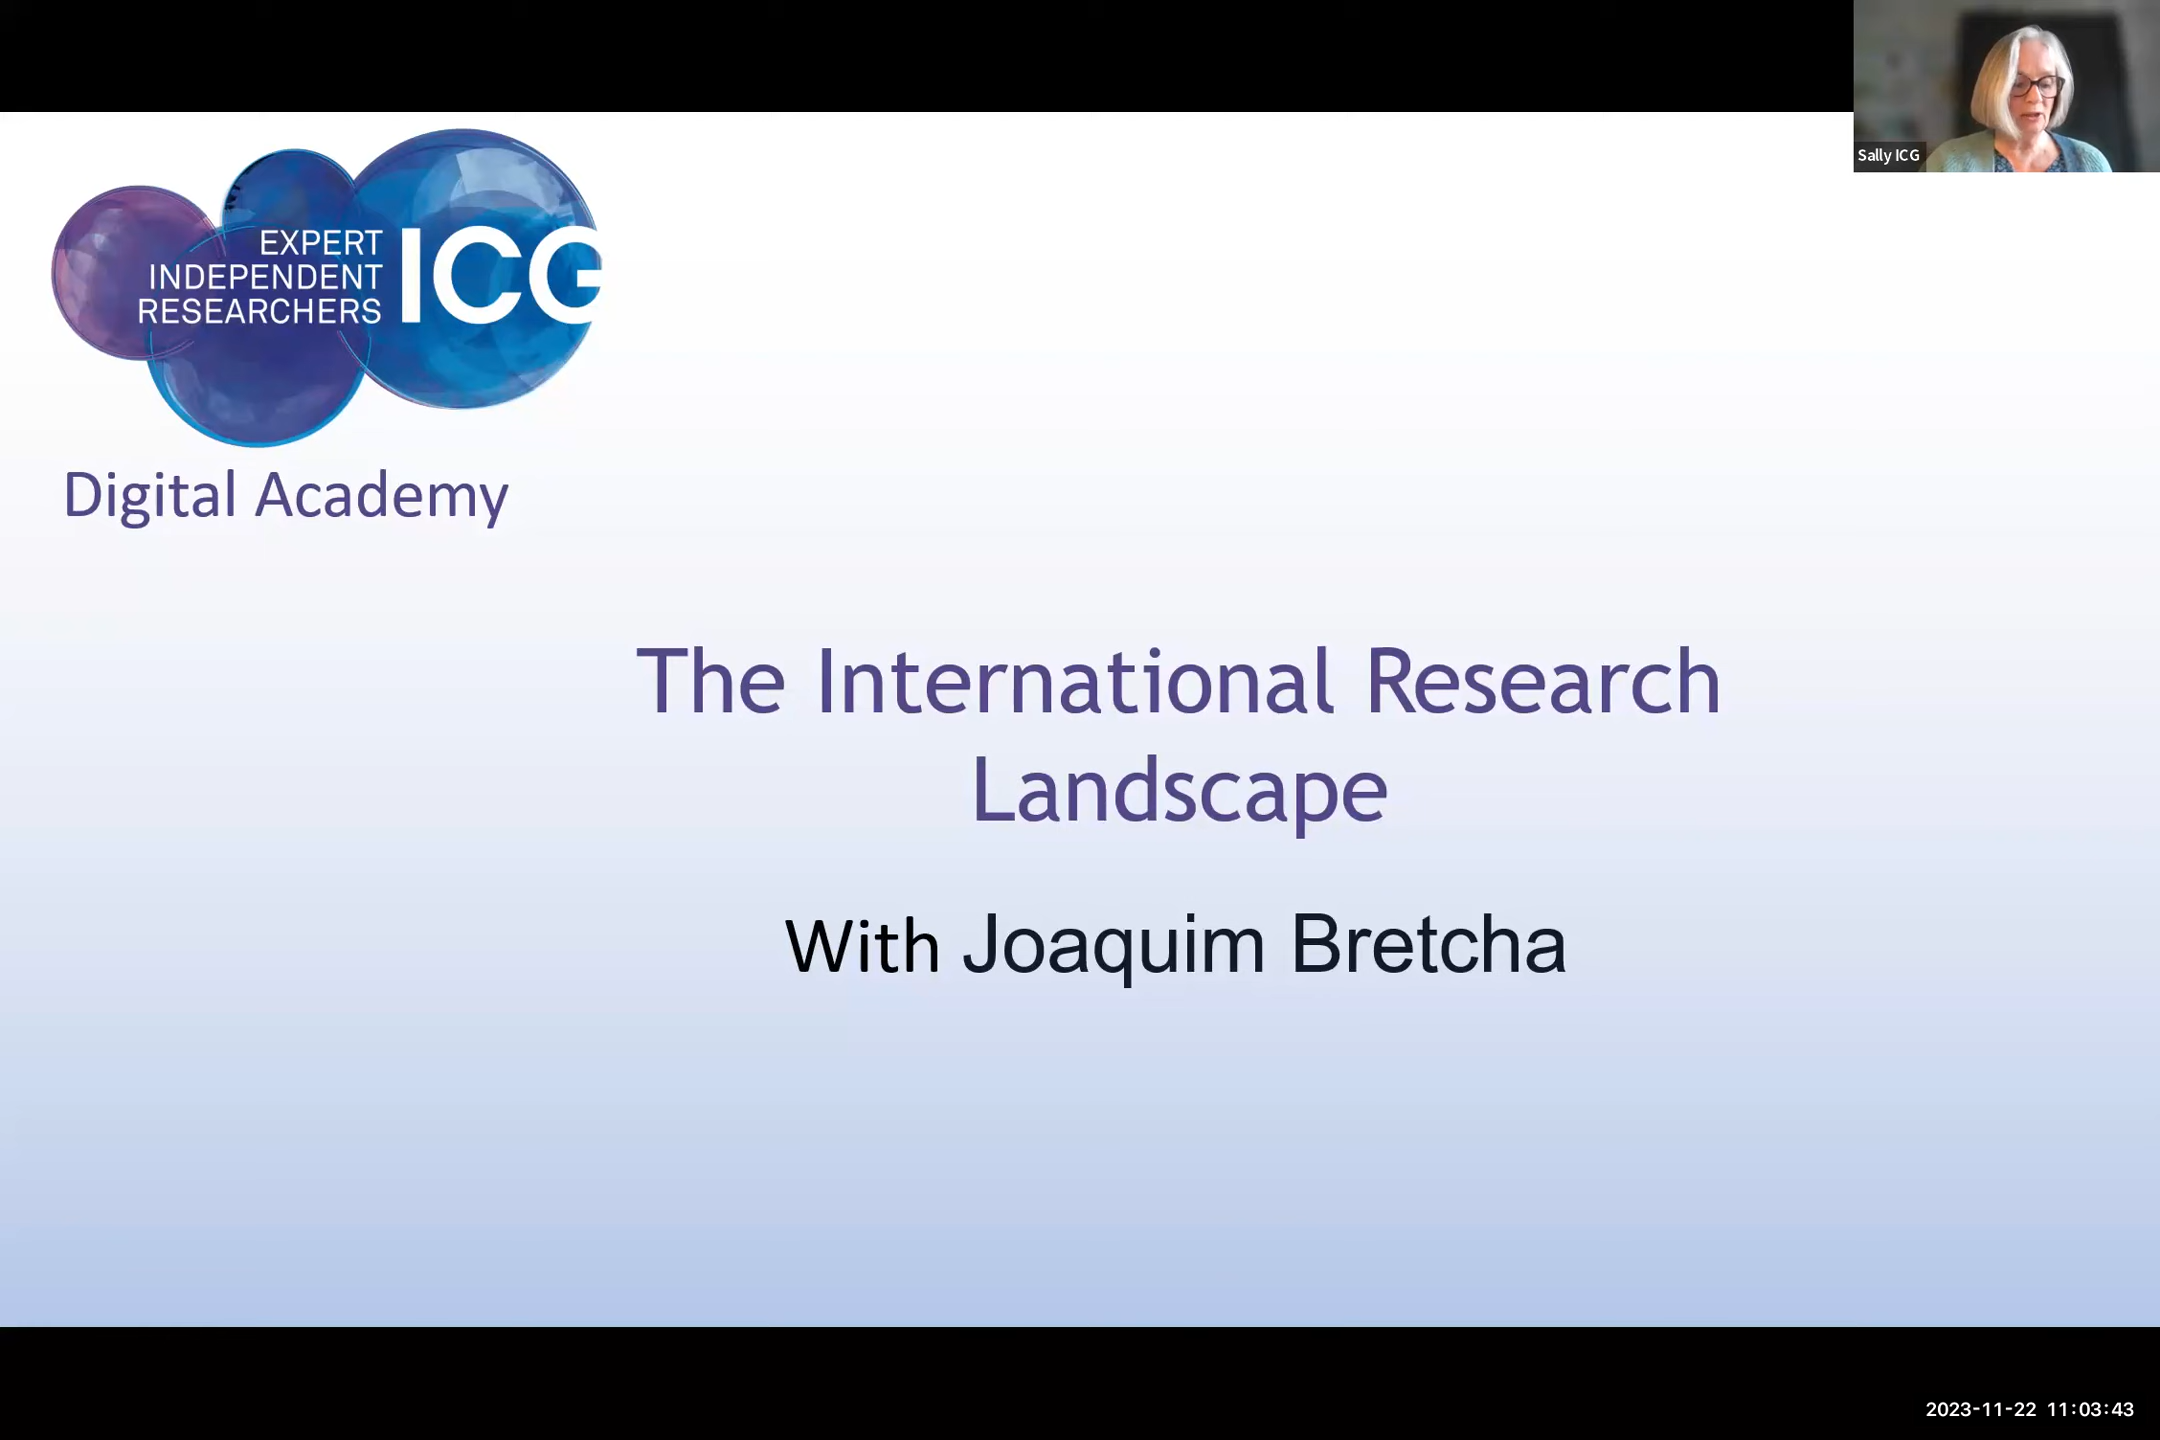 Sally ICG
EXPERT
INDEPENDENT
RESEARCHERS
ICG
Digital Academy
The International Research
Landscape
With Joaquim Bretcha
2023-11-22 11:03:43